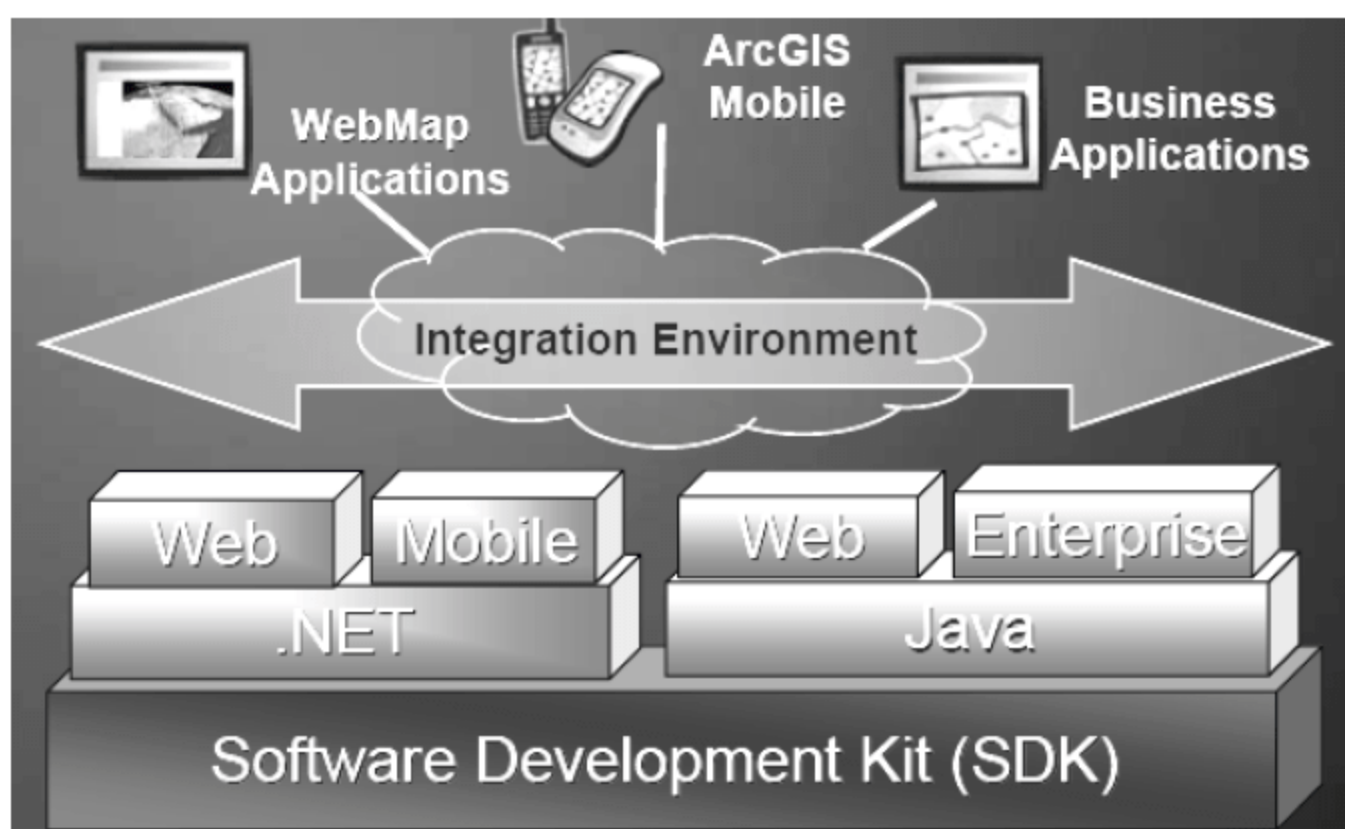 ArcGIS
Mobile
WebMap
Applications
Business
Applications
Integration Environment
Web
Mobile
Web
Enterprise
.NET
Java
Software Development Kit (SDK)